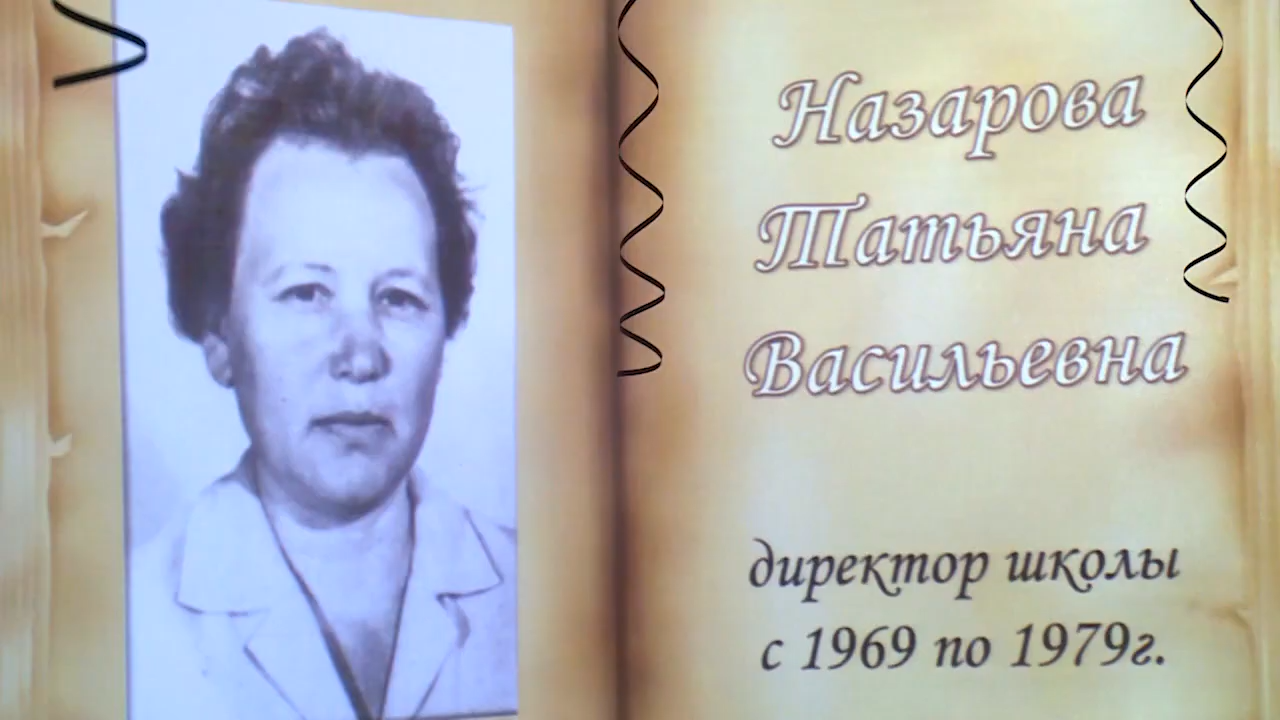 Назарова
Татьяна
Васильевна
директор школы
с 1969 по 1979г.